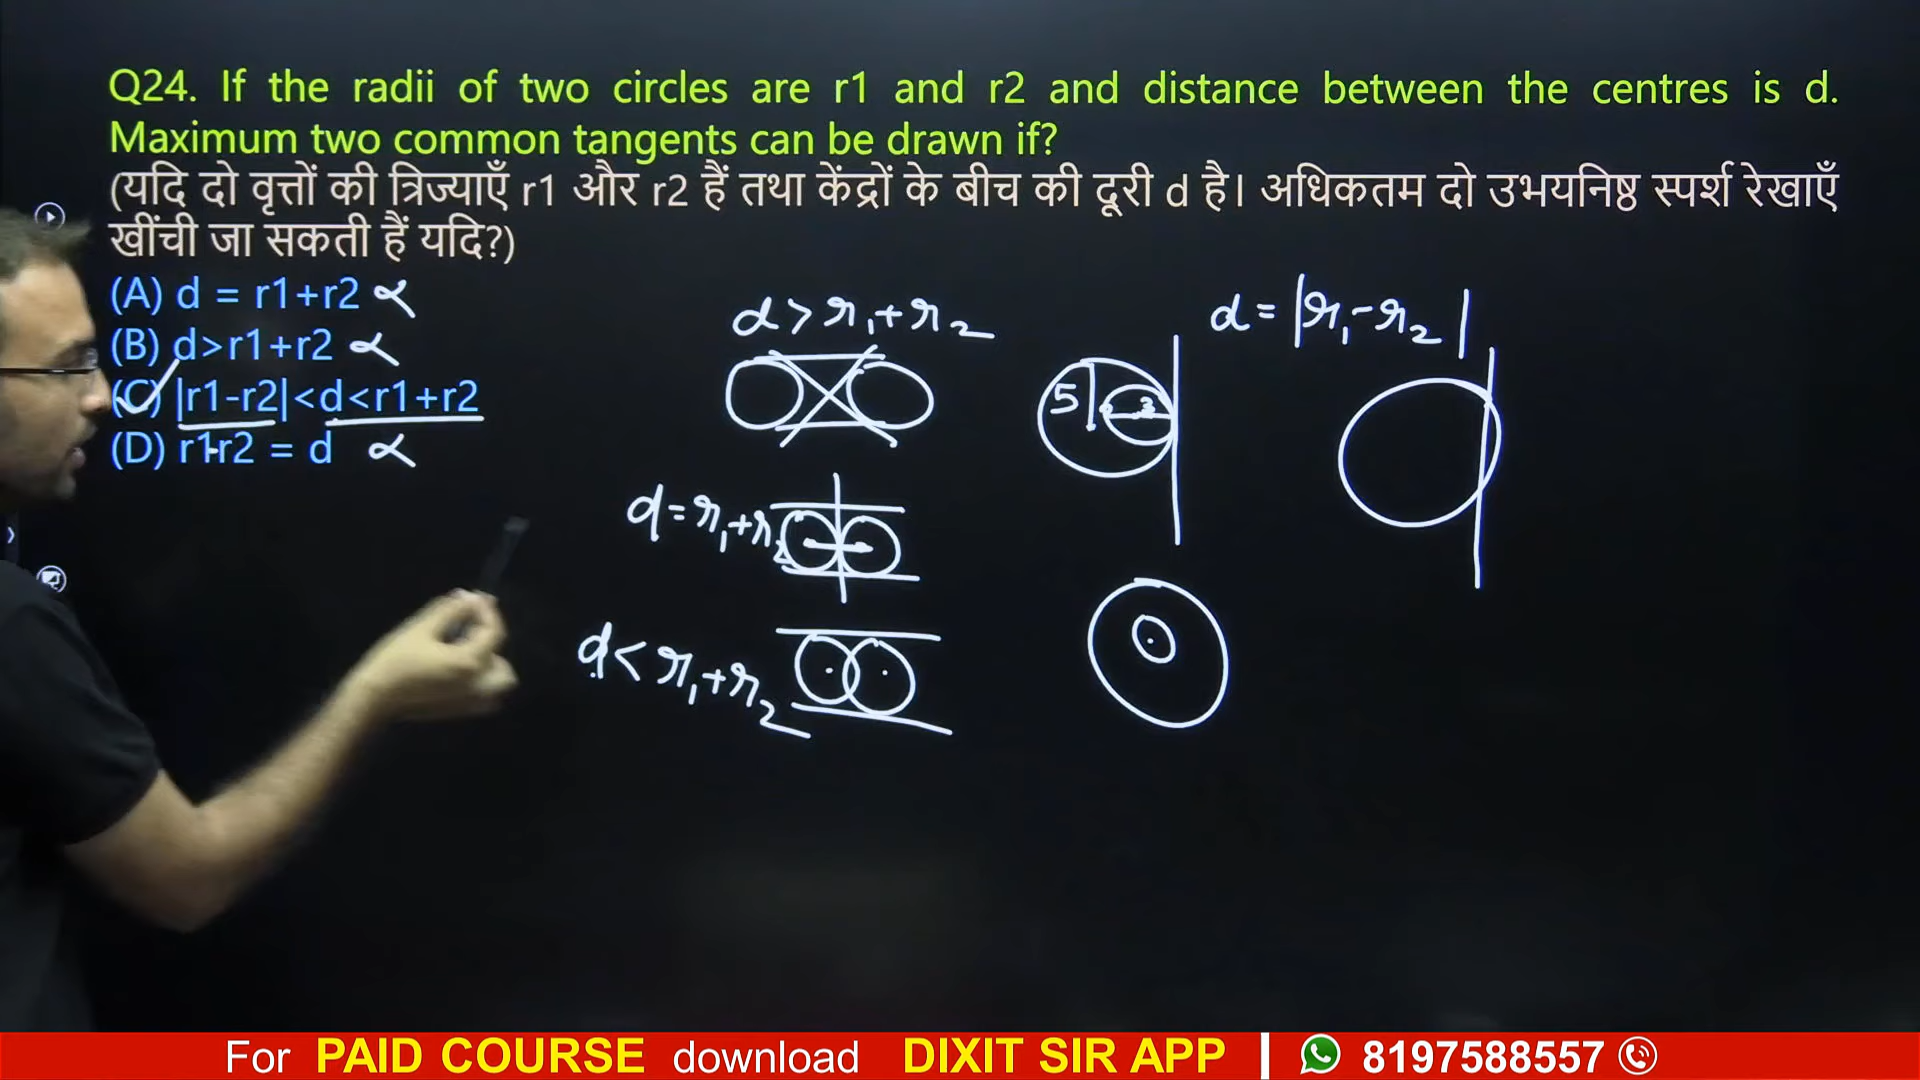 Q24. If the radii of two circles are r1 and r2 and distance between the centres is d.
Maximum two common tangents can be drawn if?
(यदि दो वृत्तों की त्रिज्याएँ r1 और r2 हैं तथा केंद्रों के बीच की दूरी d है। अधिकतम दो उभयनिष्ठ स्पर्श रेखाएँ
खींची जा सकती हैं यदि?)
(A) d = r1+r2
(B) d>r1+r2
(C) |r1-r2|<d<r1+r2
(D) r1-r2 = d
d > r₁+r₂
d = |r₁-r₂|
5
3
d = r₁+r₂
d < r₁+r₂
For PAID COURSE download DIXIT SIR APP | 8197588557